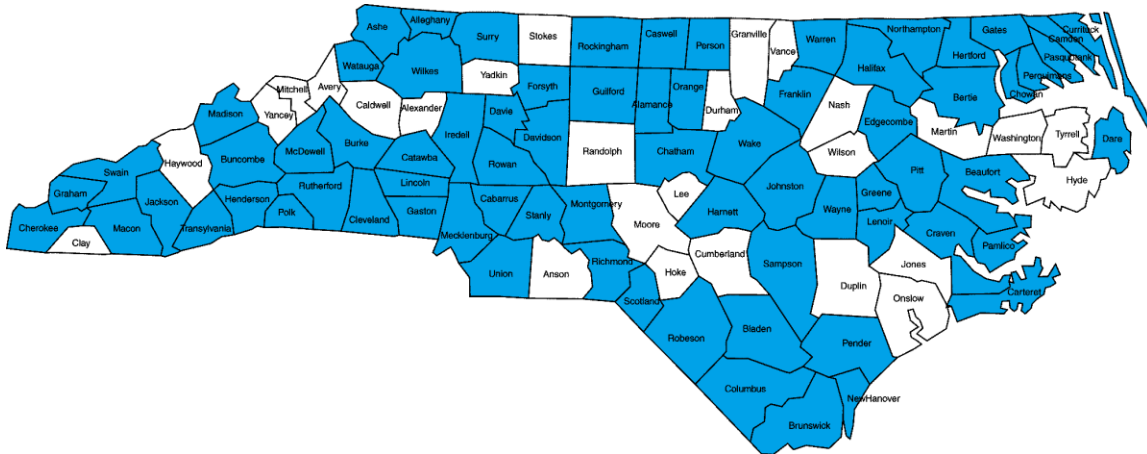 Ashe
Alleghany
Surry
Stokes
Rockingham
Caswell
Person
Granville
Vance
Warren
Northampton
Gates
Currituck
Camden
Pasquotank
Perquimans
Chowan
Hertford
Halifax
Bertie
Watauga
Wilkes
Yadkin
Forsyth
Guilford
Alamance
Orange
Durham
Franklin
Nash
Edgecombe
Martin
Washington
Tyrrell
Dare
Mitchell
Avery
Yancey
Caldwell
Alexander
Iredell
Davie
Davidson
Randolph
Chatham
Wake
Wilson
Madison
Haywood
Buncombe
McDowell
Burke
Catawba
Rowan
Johnston
Greene
Pitt
Beaufort
Hyde
Swain
Graham
Jackson
Henderson
Rutherford
Lincoln
Cabarrus
Stanly
Montgomery
Lee
Harnett
Wayne
Lenoir
Craven
Pamlico
Cherokee
Clay
Macon
Transylvania
Polk
Cleveland
Gaston
Mecklenburg
Moore
Cumberland
Sampson
Jones
Union
Anson
Richmond
Hoke
Scotland
Duplin
Onslow
Carteret
Robeson
Bladen
Pender
Columbus
NewHanover
Brunswick